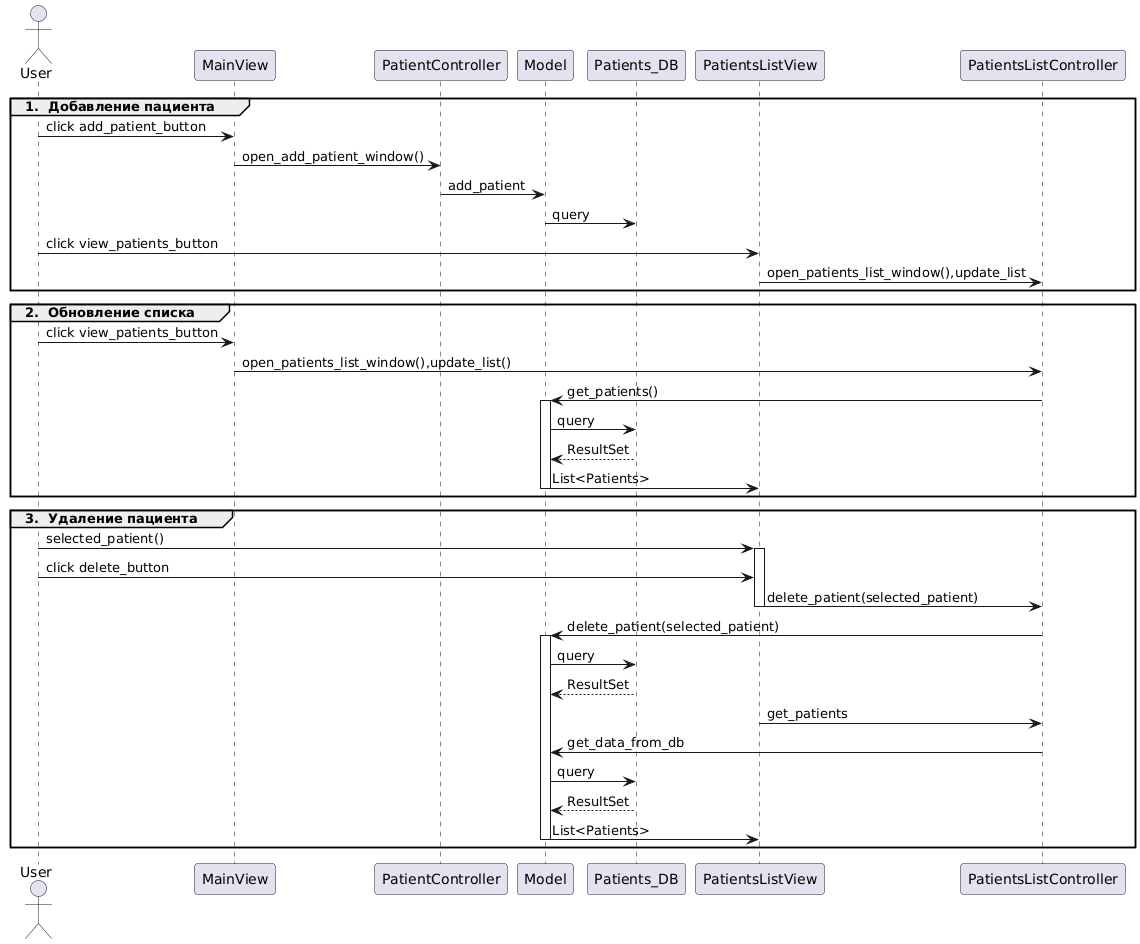 User
MainView
PatientController
Model
Patients_DB
PatientsListView
PatientsListController
1. Добавление пациента
click add_patient_button
open_add_patient_window()
add_patient
query
click view_patients_button
open_patients_list_window(),update_list
2. Обновление списка
click view_patients_button
open_patients_list_window(),update_list()
get_patients()
query
ResultSet
List<Patients>
3. Удаление пациента
selected_patient()
click delete_button
delete_patient(selected_patient)
delete_patient(selected_patient)
query
ResultSet
get_patients
get_data_from_db
query
ResultSet
List<Patients>
User
MainView
PatientController
Model
Patients_DB
PatientsListView
PatientsListController